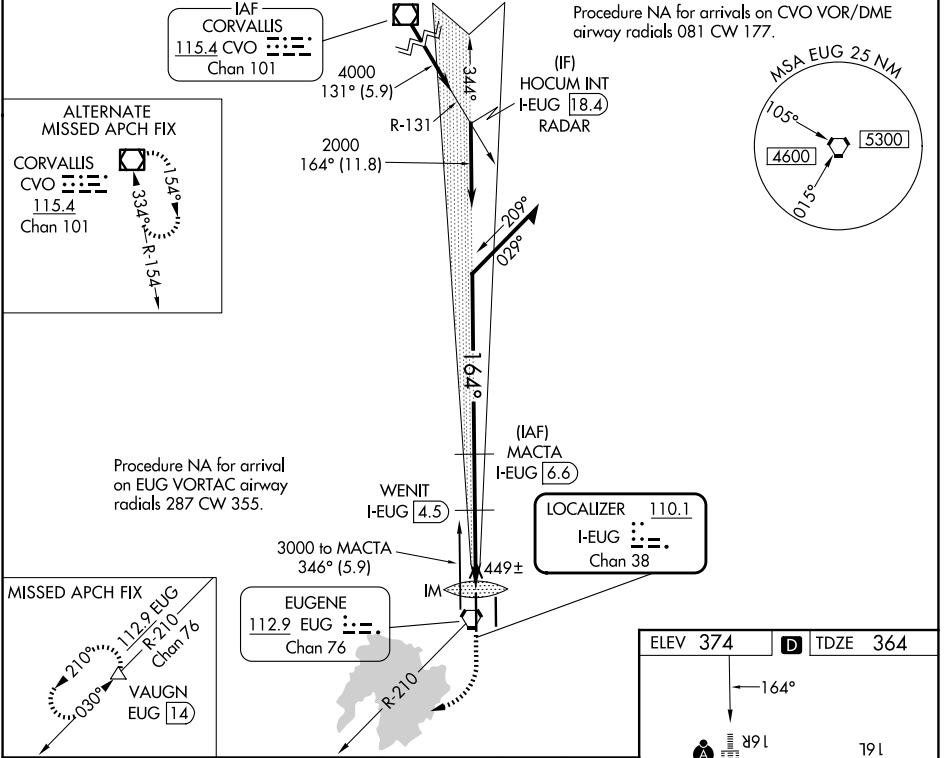 IAF
CORVALLIS
115.4 CVO
Chan 101
Procedure NA for arrivals on CVO VOR/DME
airway radials 081 CW 177.
4000
131° (5.9)
R-131
344°
(IF)
HOCUM INT
I-EUG 18.4
RADAR
MSA EUG 25 NM
105°
4600
5300
015°
ALTERNATE
MISSED APCH FIX
CORVALLIS
CVO
115.4
Chan 101
154°
334°
R-154
2000
164° (11.8)
209°
029°
164°
(IAF)
MACTA
I-EUG 6.6
Procedure NA for arrival
on EUG VORTAC airway
radials 287 CW 355.
WENIT
I-EUG 4.5
LOCALIZER 110.1
I-EUG
Chan 38
3000 to MACTA
346° (5.9)
449±
IM
EUGENE
112.9 EUG
Chan 76
R-210
MISSED APCH FIX
112.9 EUG
R-210
Chan 76
210°
030°
VAUGN
EUG 14
ELEV 374
D
TDZE 364
164°
A
16R
16L